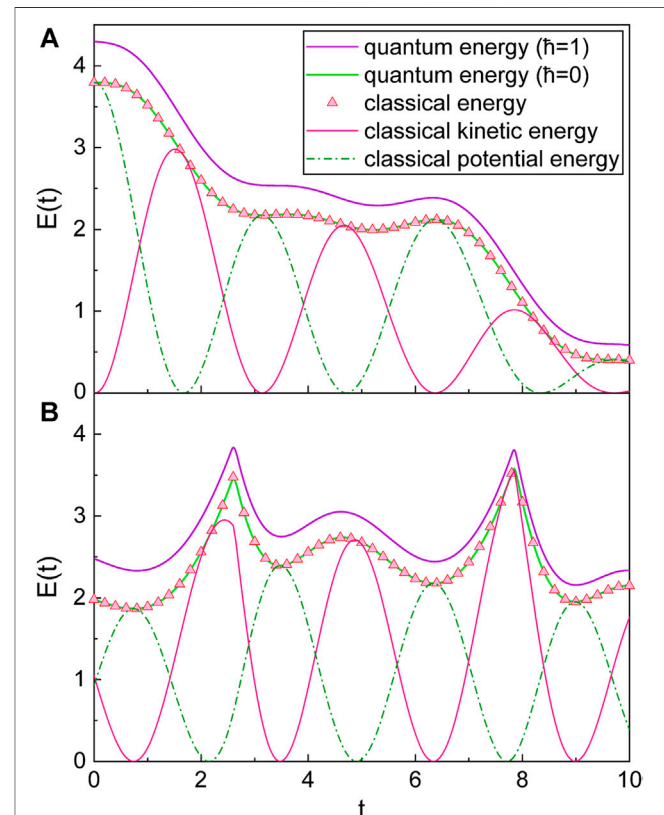 A
quantum energy (ħ=1)
quantum energy (ħ=0)
classical energy
classical kinetic energy
classical potential energy
E(t)
4
3
2
1
0
B
E(t)
4
3
2
1
0
0 2 4 6 8 10
t